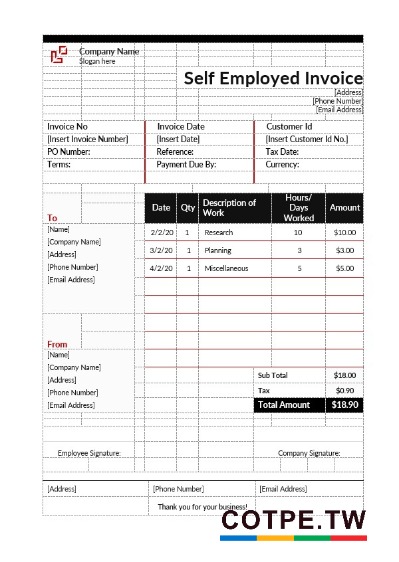 Company Name
Slogan here
Self Employed Invoice
[Address]
[Phone Number]
[Email Address]
Invoice No Invoice Date Customer Id
[Insert Invoice Number] [Insert Date] [Insert Customer Id No.]
PO Number: Reference: Tax Date:
Terms: Payment Due By: Currency:
To
[Name]
[Company Name]
[Address]
[Phone Number]
[Email Address]
From
[Name]
[Company Name]
[Address]
[Phone Number]
[Email Address]
Date Qty Description of Work Hours/ Days Worked Amount
2/2/20 1 Research 10 $10.00
3/2/20 1 Planning 3 $3.00
4/2/20 1 Miscellaneous 5 $5.00
Sub Total $18.00
Tax $0.90
Total Amount $18.90
Employee Signature: Company Signature:
[Address] [Phone Number] [Email Address]
Thank you for your business!
COTPE.TW